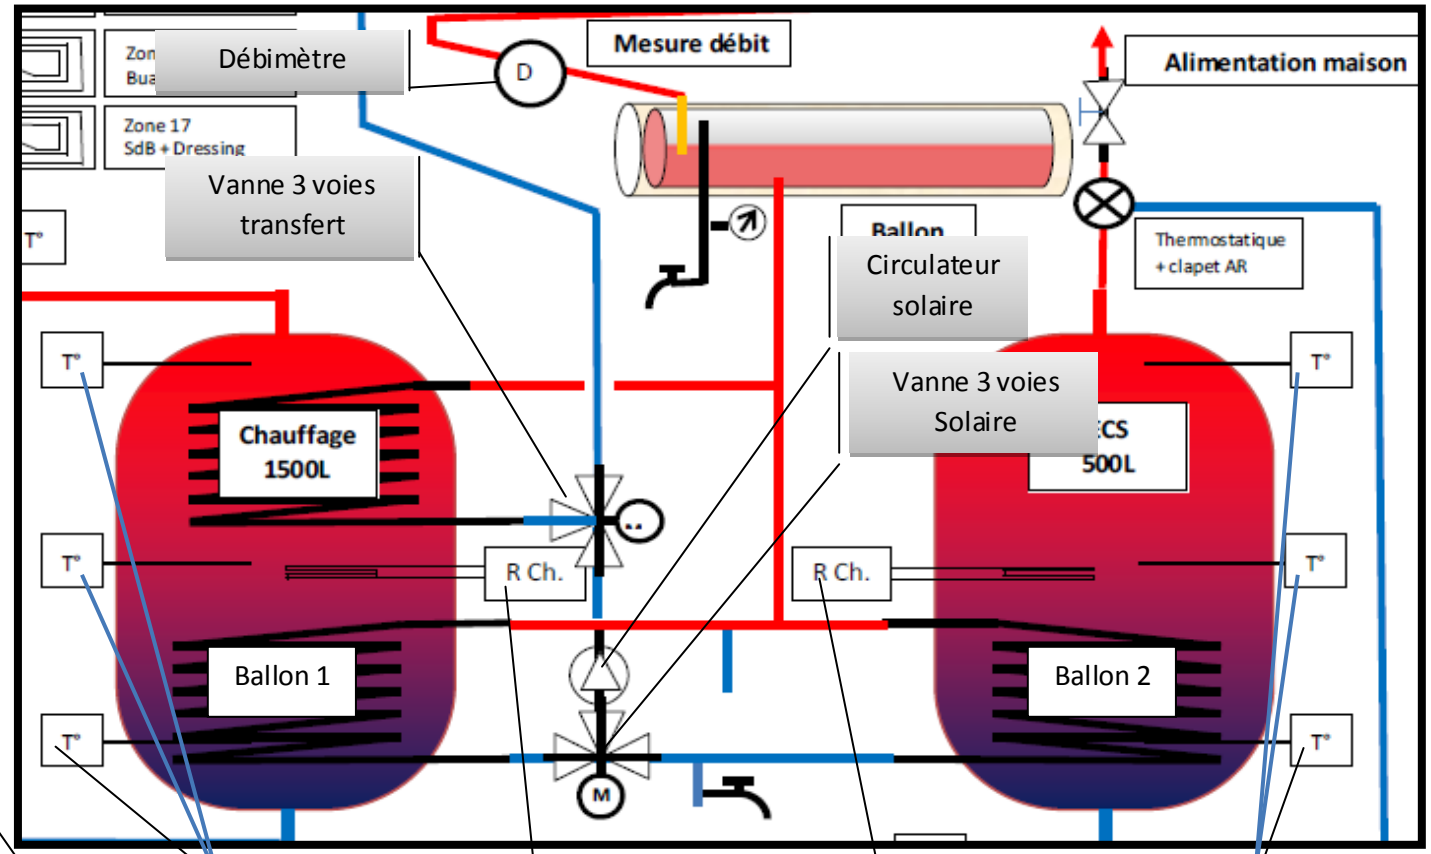 Débimètre
D
Mesure débit
Alimentation maison
Zone 17
SdB + Dressing
Vanne 3 voies
transfert
T°
Ballon
Circulateur
solaire
Thermostatique
+ clapet AR
T°
T°
Vanne 3 voies
Solaire
Chauffage
1500L
ECS
500L
..
T°
R Ch.
R Ch.
T°
Ballon 1
Ballon 2
T°
T°
M